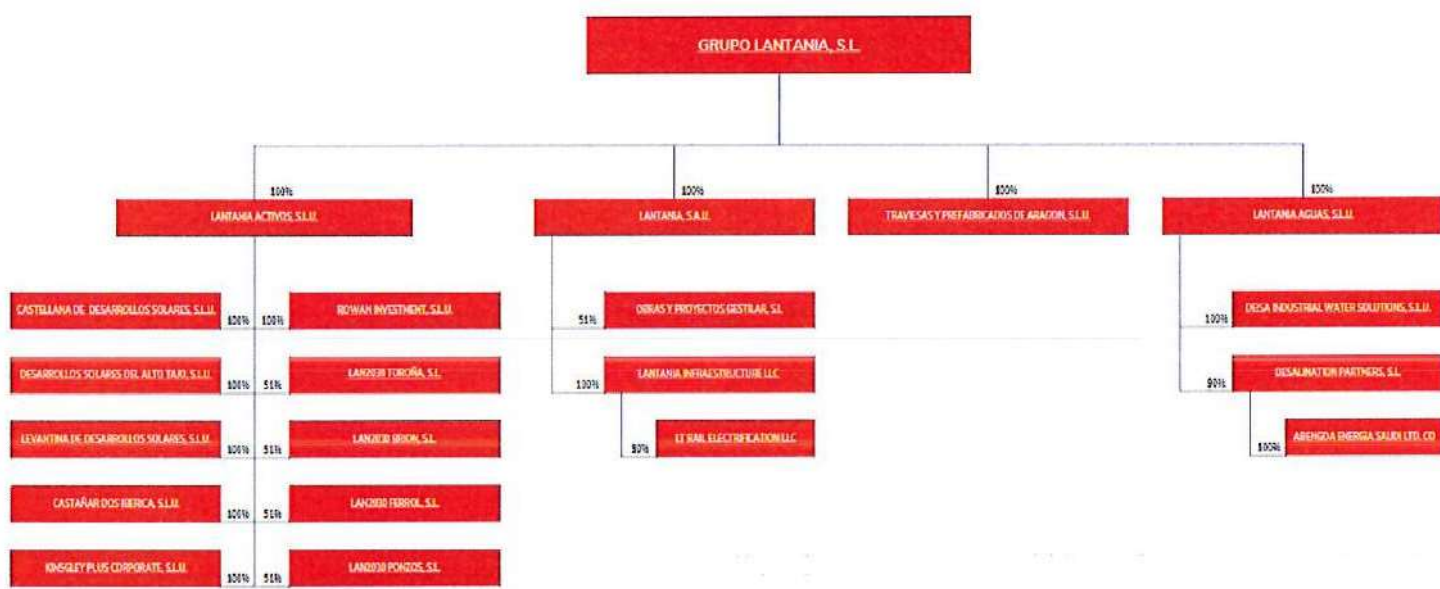 GRUPO LANTANIA, S.L.
100%
100%
100%
100%
LANTANIA ACTIVOS, S.L.U.
LANTANIA, S.A.U.
TRAVIESAS Y PREFABRICADOS DE ARAGON, S.L.U.
LANTANIA AGUAS, S.L.U.
CASTELLANA DE DESARROLLOS SOLARES, S.L.U.
100%
100%
ROWAN INVESTMENT, S.L.U.
51%
OBRAS Y PROYECTOS GESTILAR, S.L
100%
DEISA INDUSTRIAL WATER SOLUTIONS, S.L.U.
DESARROLLOS SOLARES DEL ALTO TAJO, S.L.U.
100%
51%
LAN2030 TOROÑA, S.L.
100%
LANTANIA INFRAESTRUCTURE LLC
90%
DESALINATION PARTNERS, S.L.
LEVANTINA DE DESARROLLOS SOLARES, S.L.U.
100%
51%
LAN2030 BRION, S.L.
LT RAIL ELECTRIFICATION LLC
100%
ABENGOA ENERGIA SAUDI LTD. CO
CASTAÑAR DOS IBERICA, S.L.U.
100%
51%
LAN2030 FERROL, S.L.
KINSGLEY PLUS CORPORATE, S.L.U.
100%
51%
LAN2030 PONZOS, S.L.